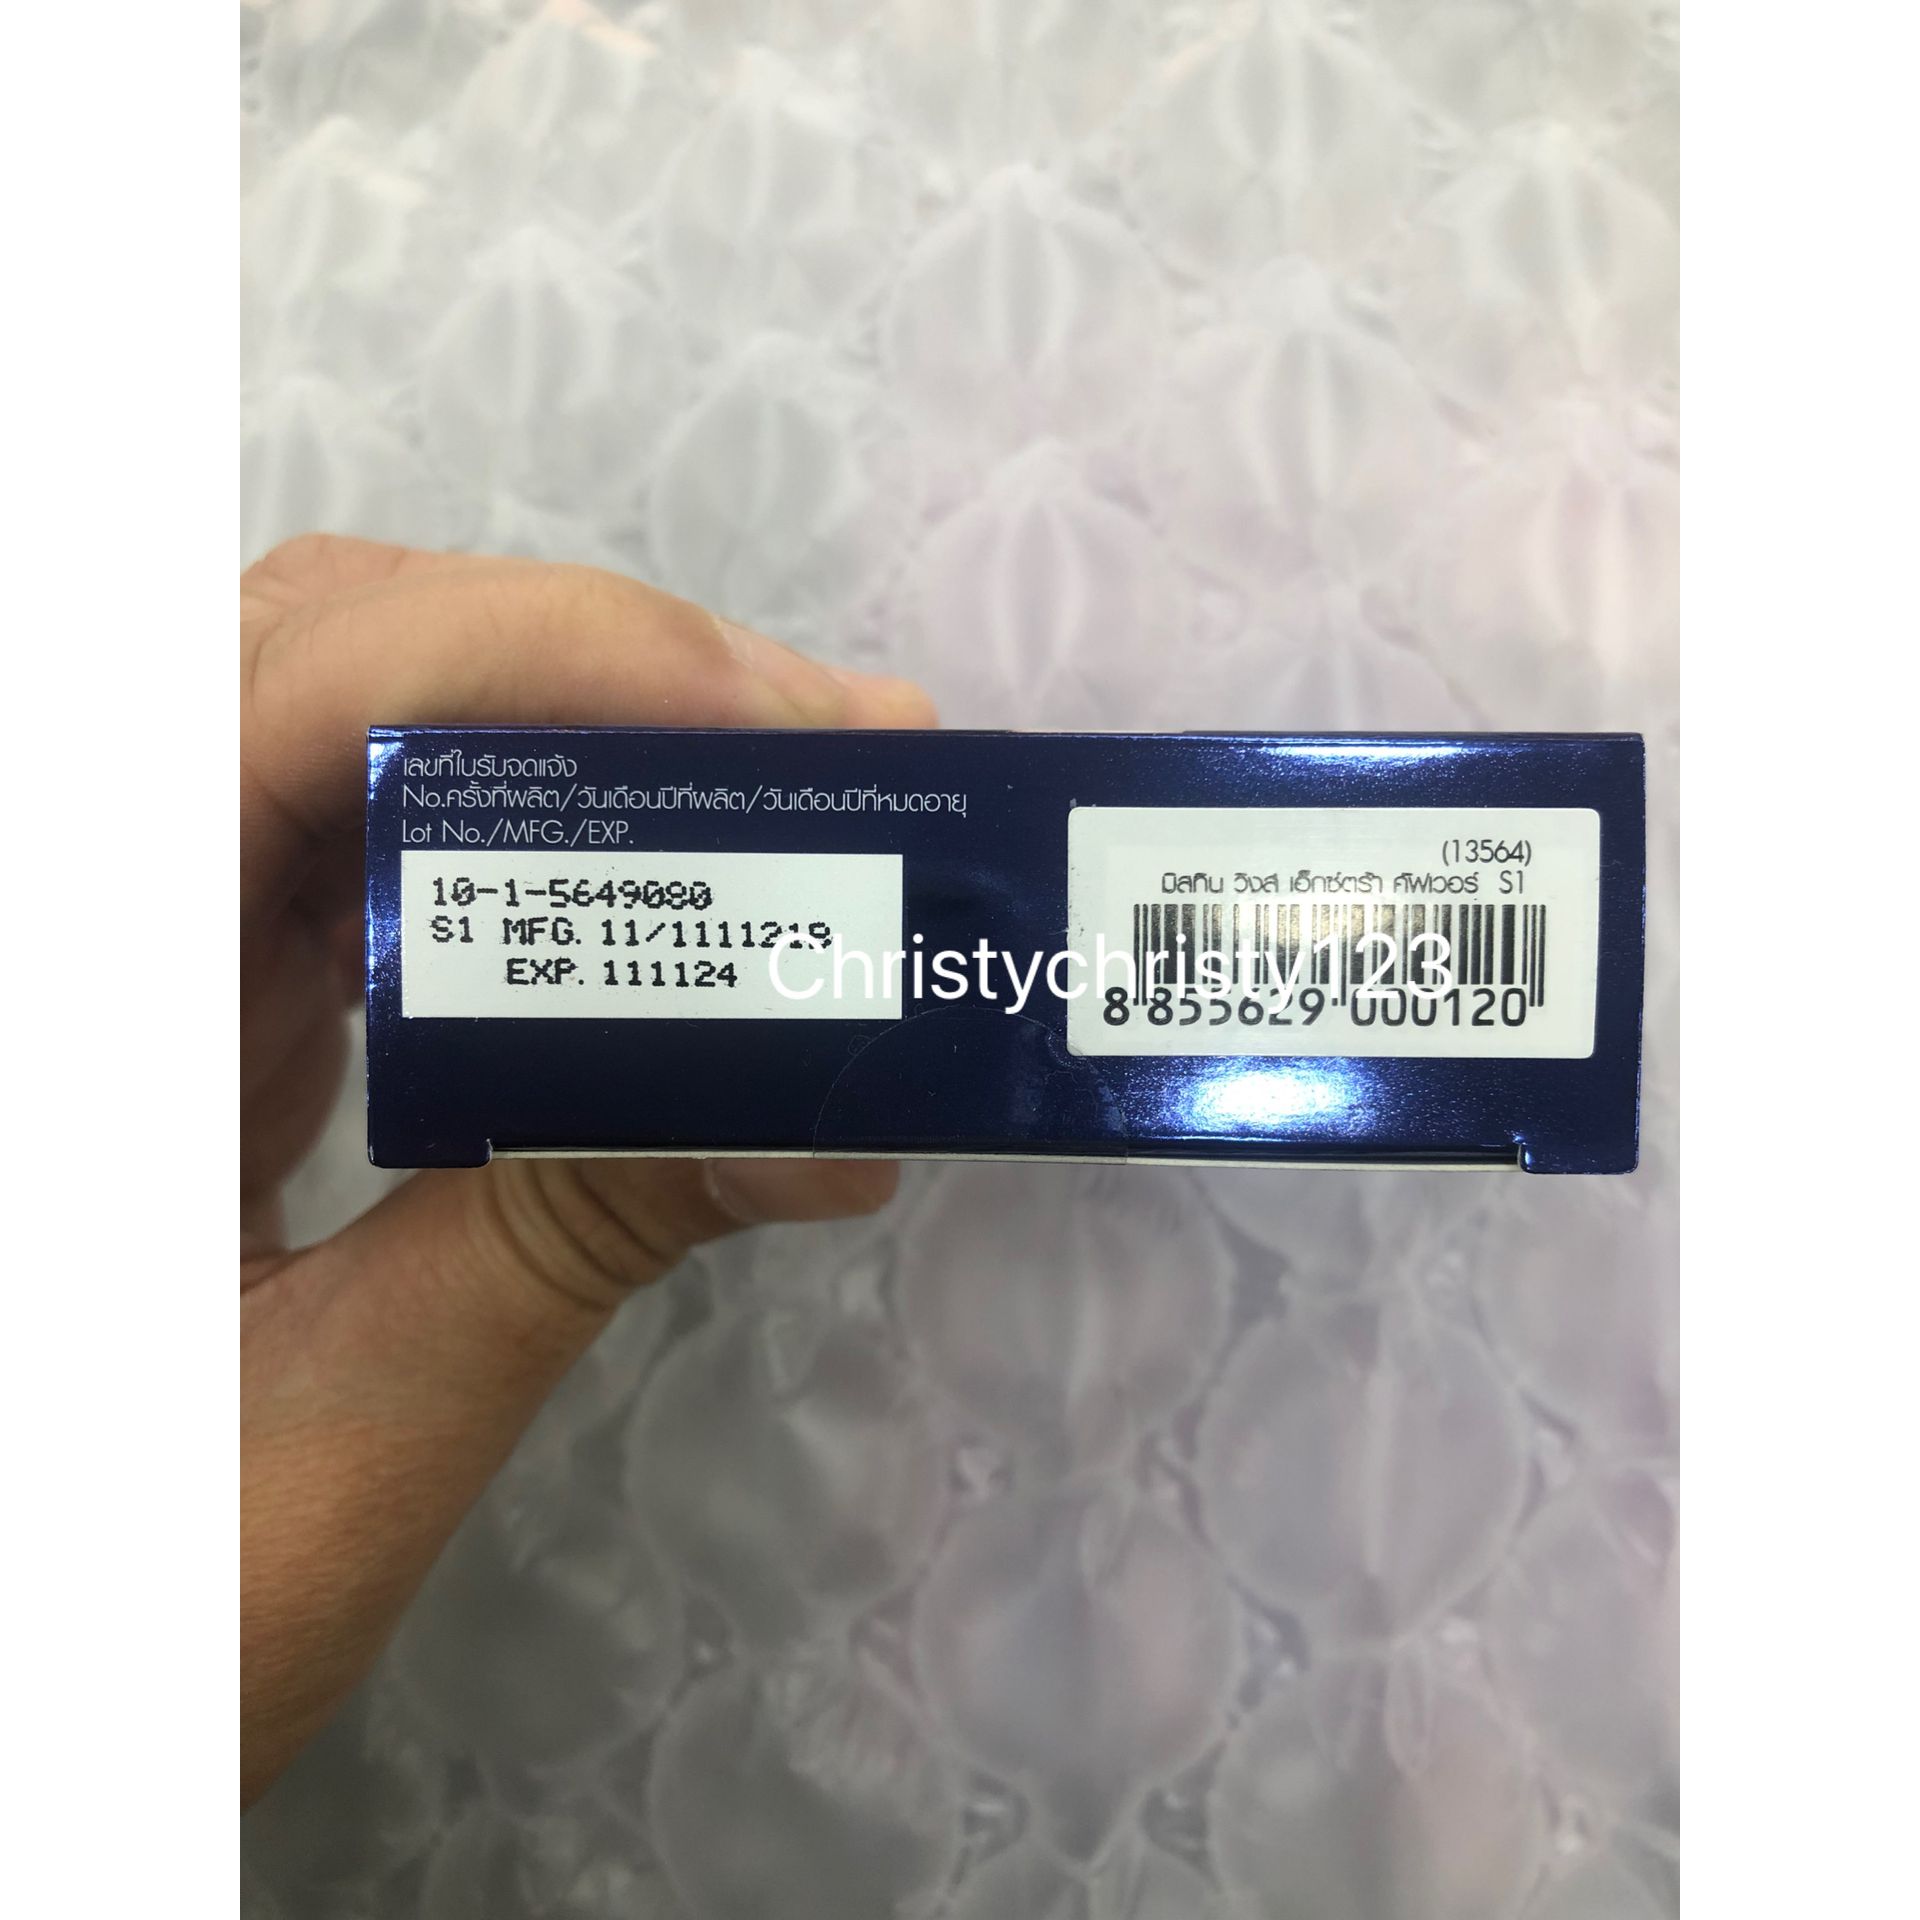 เลขที่ใบรับจดแจ้ง
No.ครั้งที่ผลิต/วันเดือนปีที่ผลิต/วันเดือนปีที่หมดอายุ
Lot No./MFG./EXP.
10-1-5649080
S1 MFG. 11/1111219
EXP. 111124
(13564)
มิสทิน วิงส์ เอ็กซ์ตร้า คัฟเวอร์ S1
8 855629 000120
Christychristy123